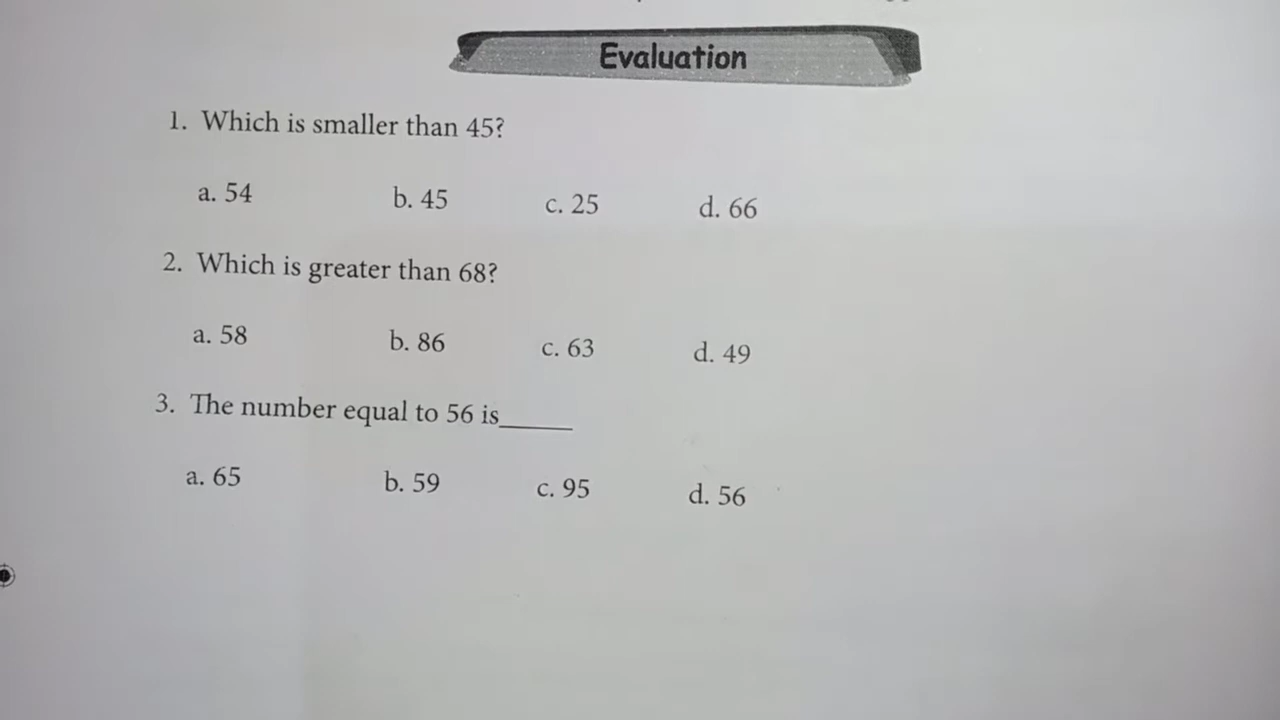 Evaluation
1. Which is smaller than 45?
a. 54 b. 45 c. 25 d. 66
2. Which is greater than 68?
a. 58 b. 86 c. 63 d. 49
3. The number equal to 56 is_____
a. 65 b. 59 c. 95 d. 56